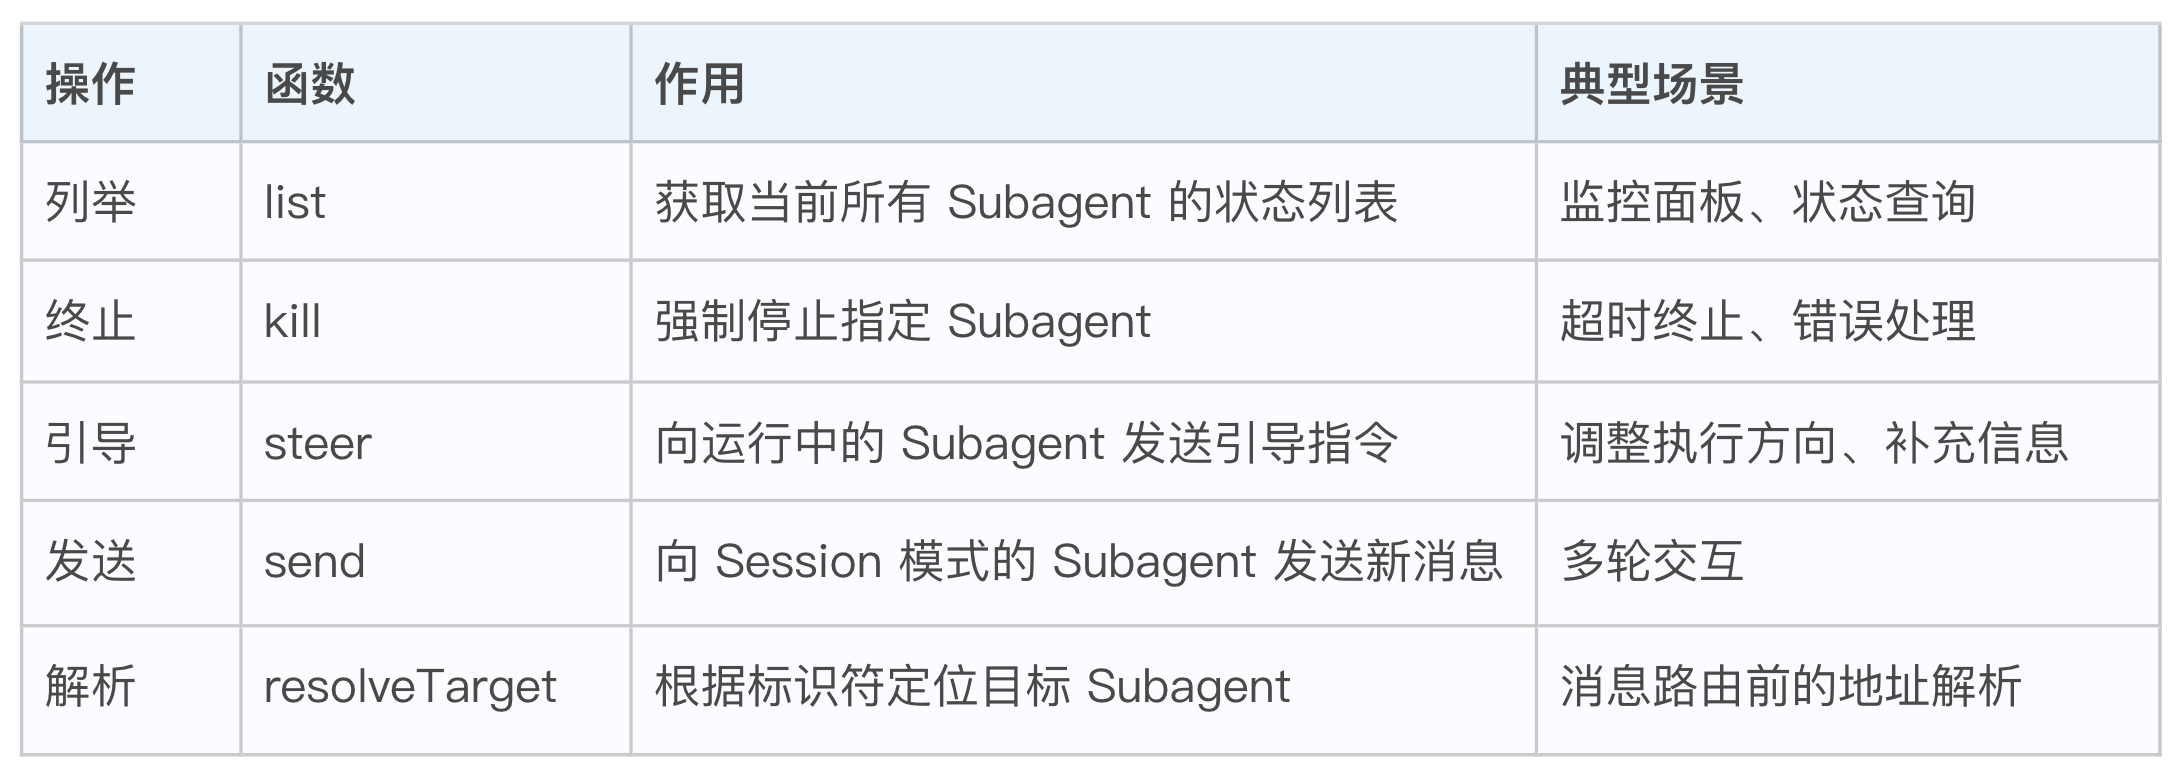 操作 函数 作用 典型场景
列举 list 获取当前所有 Subagent 的状态列表 监控面板、状态查询
终止 kill 强制停止指定 Subagent 超时终止、错误处理
引导 steer 向运行中的 Subagent 发送引导指令 调整执行方向、补充信息
发送 send 向 Session 模式的 Subagent 发送新消息 多轮交互
解析 resolveTarget 根据标识符定位目标 Subagent 消息路由前的地址解析